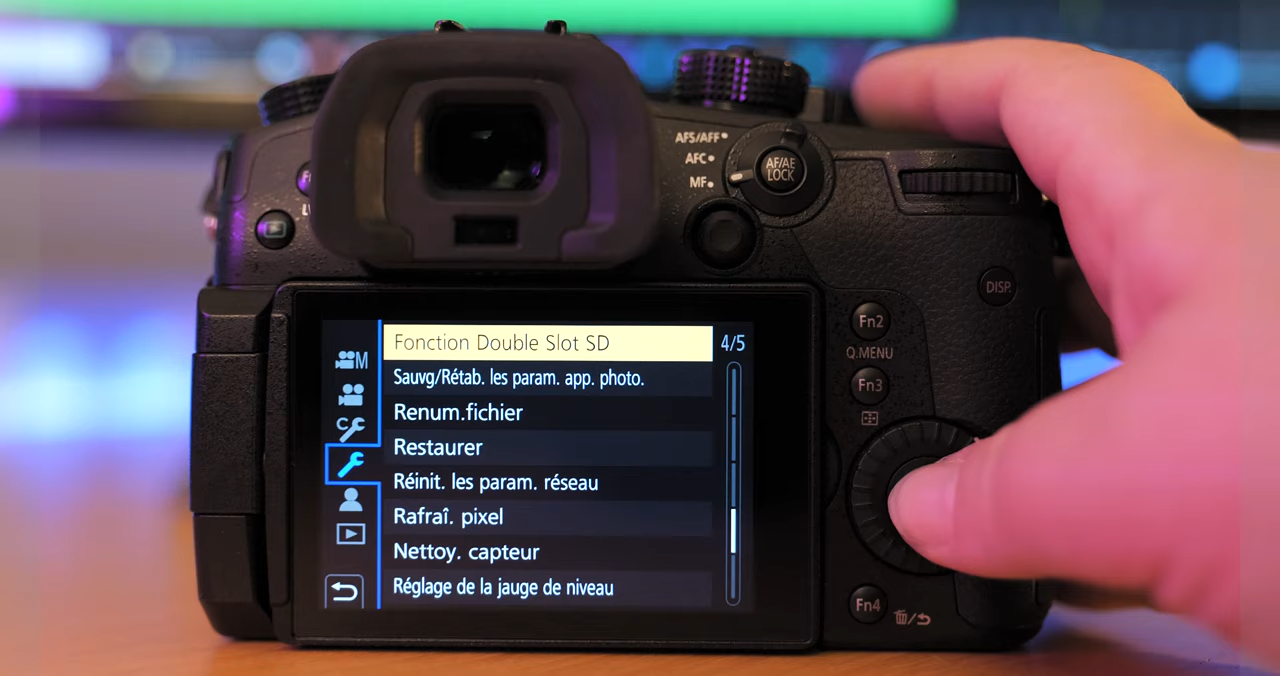 AFS/AFF
AFC
MF
AF/AE
LOCK
DISP.
Fn2
Q.MENU
Fn3
Fn4
Fonction Double Slot SD
4/5
Sauvg/Rétab. les param. app. photo.
Renum.fichier
Restaurer
Réinit. les param. réseau
Rafraî. pixel
Nettoy. capteur
Réglage de la jauge de niveau
M
C